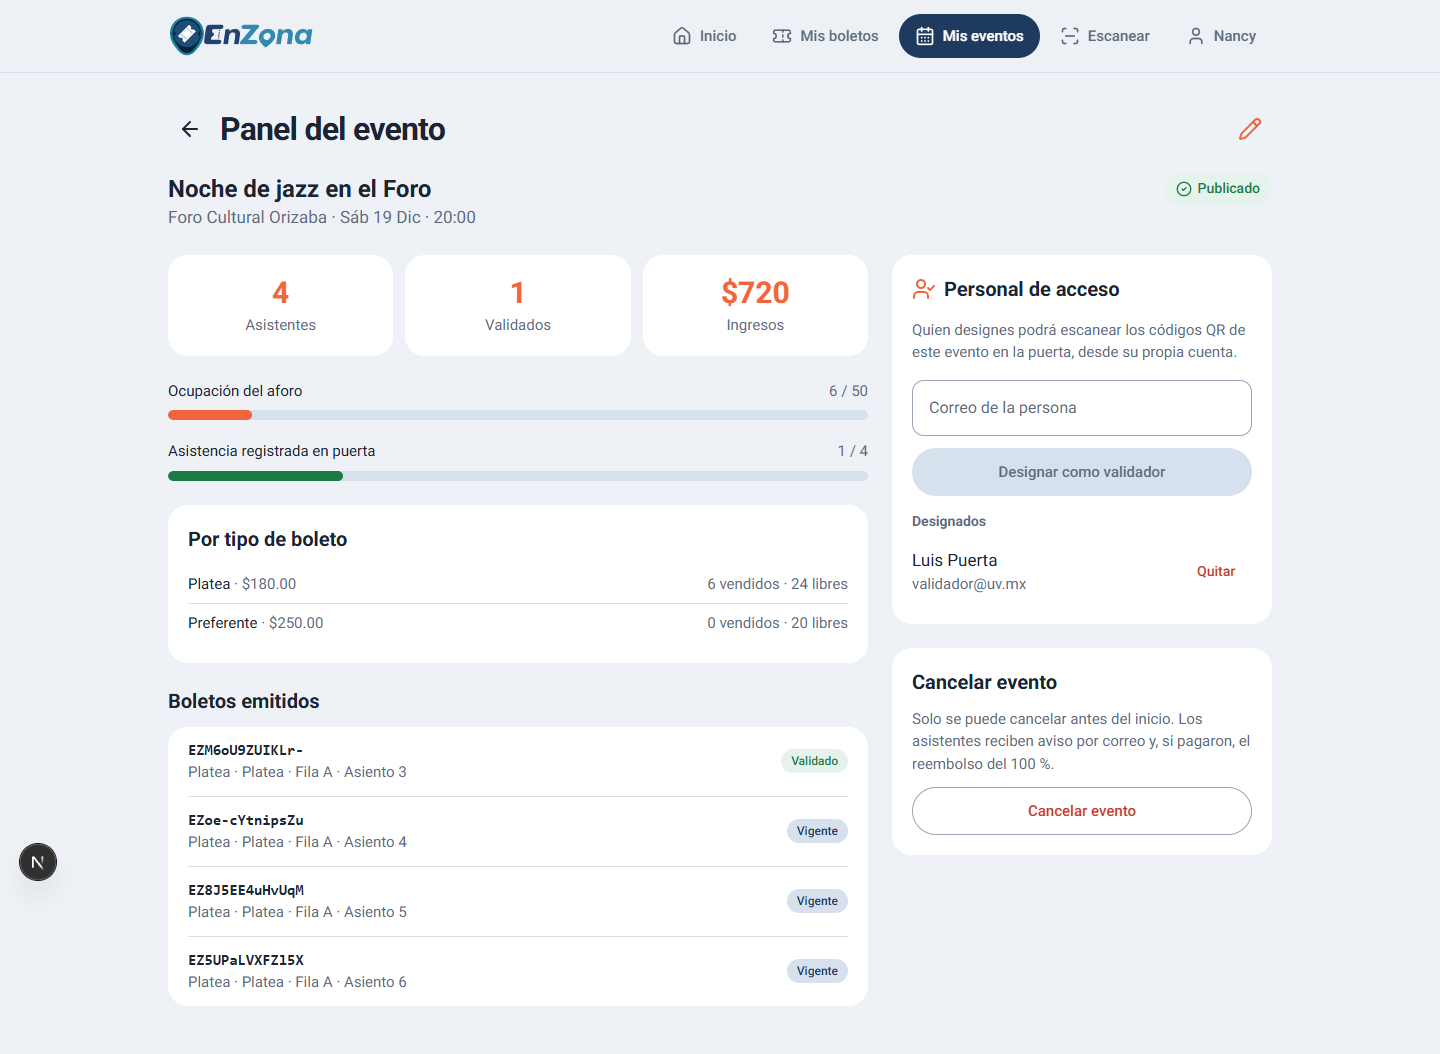 EnZona
Inicio
Mis boletos
Mis eventos
Escanear
Nancy
Panel del evento
Noche de jazz en el Foro
Foro Cultural Orizaba · Sáb 19 Dic · 20:00
Publicado
4
Asistentes
1
Validados
$720
Ingresos
Ocupación del aforo
6 / 50
Asistencia registrada en puerta
1 / 4
Por tipo de boleto
Platea · $180.00
6 vendidos · 24 libres
Preferente · $250.00
0 vendidos · 20 libres
Boletos emitidos
EZM6oU9ZUIKLr-
Platea · Platea · Fila A · Asiento 3
Validado
EZoe-cYtnipsZu
Platea · Platea · Fila A · Asiento 4
Vigente
EZ8J5EE4uHvUqM
Platea · Platea · Fila A · Asiento 5
Vigente
EZ5UPaLVXFZ15X
Platea · Platea · Fila A · Asiento 6
Vigente
Personal de acceso
Quien designes podrá escanear los códigos QR de
este evento en la puerta, desde su propia cuenta.
Correo de la persona
Designar como validador
Designados
Luis Puerta
validador@uv.mx
Quitar
Cancelar evento
Solo se puede cancelar antes del inicio. Los
asistentes reciben aviso por correo y, si pagaron, el
reembolso del 100 %.
Cancelar evento
N